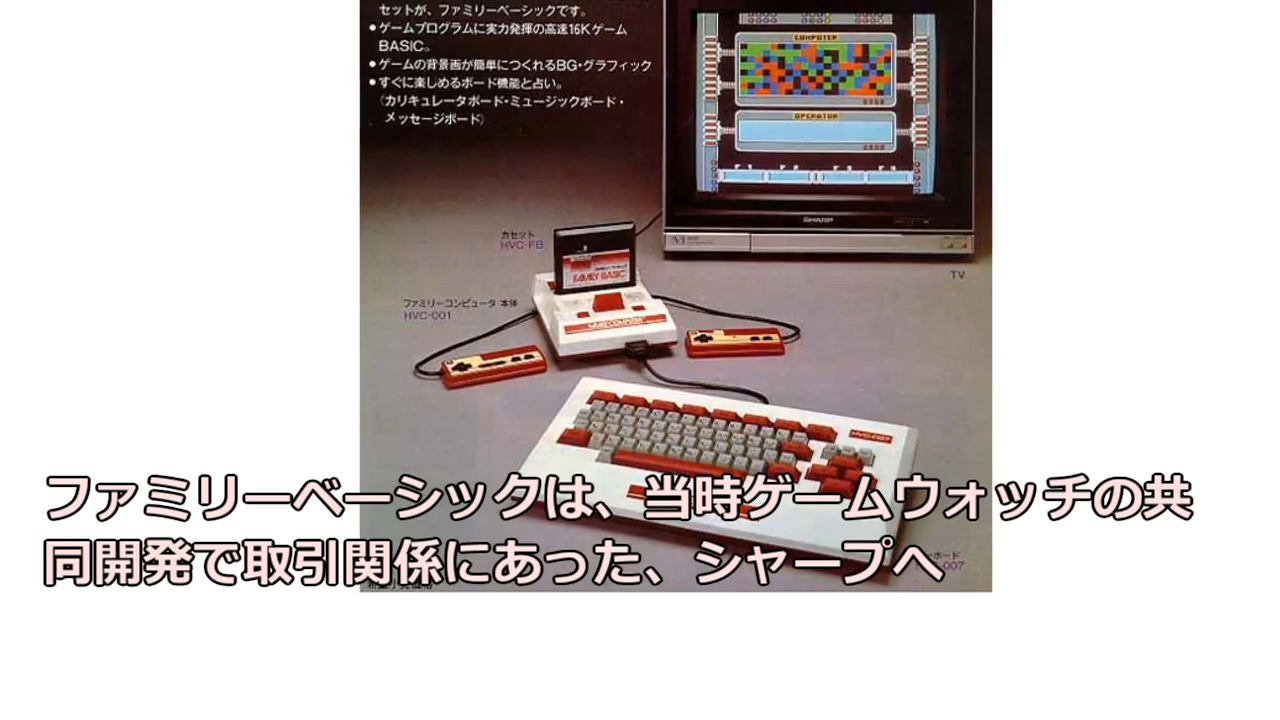 セットが、ファミリーベーシックです。
●ゲームプログラムに実力発揮の高速16Kゲーム
BASIC。
●ゲームの背景画が簡単につくれるBG・グラフィック
●すぐに楽しめるボード機能と占い。
(カリキュレータボード・ミュージックボード・
メッセージボード)
COMPUTER
OPERATOR
SHARP
TV
カセット
HVC-FB
FAMILY BASIC
ファミリーコンピュータ 本体
HVC-001
HVC-007
ファミリーベーシックは、当時ゲームウォッチの共
同開発で取引関係にあった、シャープへ
ボード
007